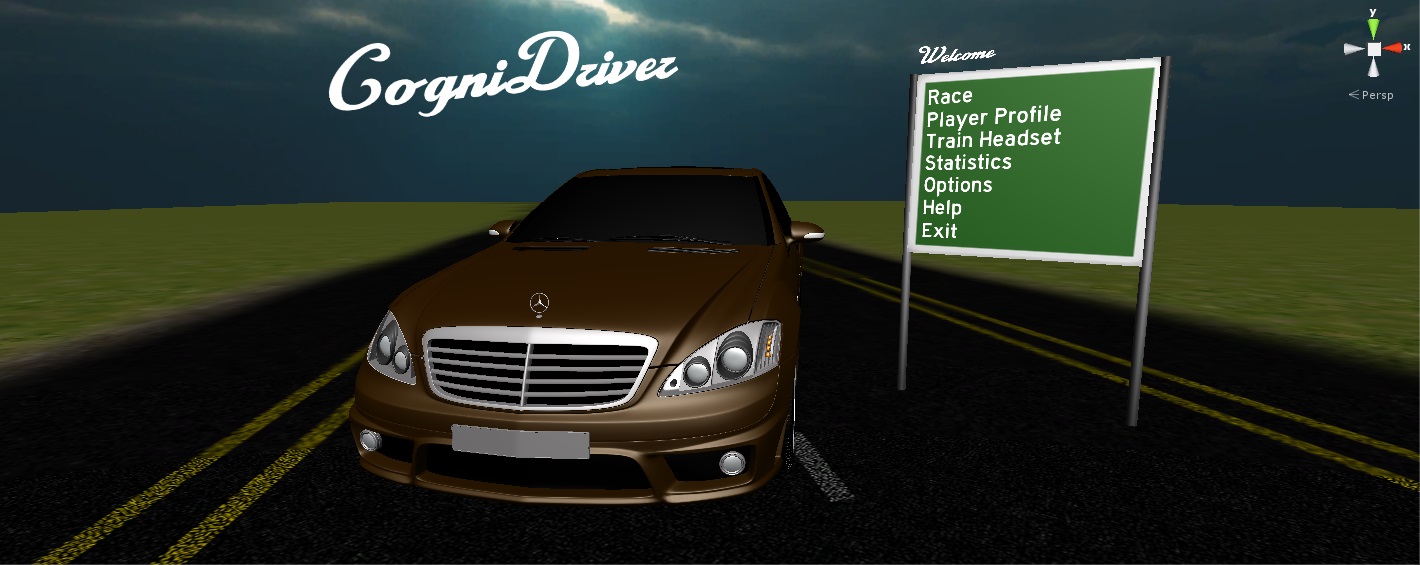 CogniDriver
Welcome
Race
Player Profile
Train Headset
Statistics
Options
Help
Exit
y
x
Persp